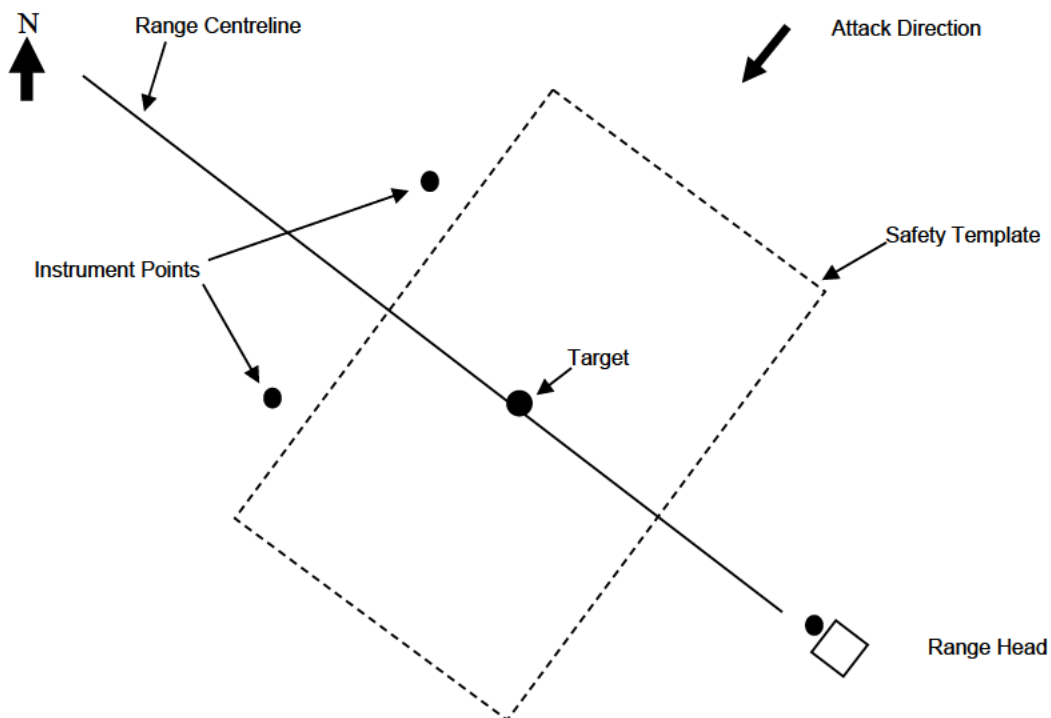 N
Range Centreline
Attack Direction
Safety Template
Instrument Points
Target
Range Head